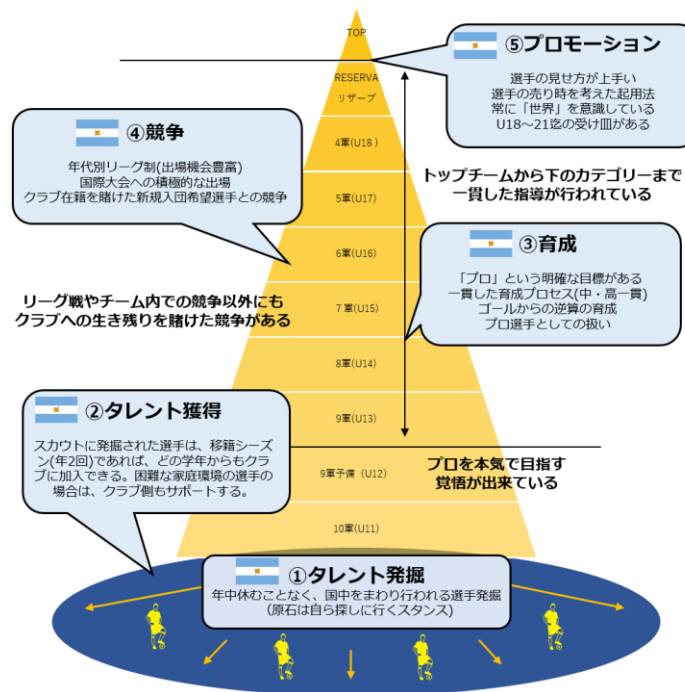 TOP
⑤プロモーション
選手の見せ方が上手い
選手の売り時を考えた起用法
常に「世界」を意識している
U18～21迄の受け皿がある
RESERVA
リザーブ
④競争
年代別リーグ制(出場機会豊富)
国際大会への積極的な出場
クラブ在籍を賭けた新規入団希望選手との競争
4軍(U18)
トップチームから下のカテゴリーまで
一貫した指導が行われている
5軍(U17)
6軍(U16)
③育成
「プロ」という明確な目標がある
一貫した育成プロセス(中・高一貫)
ゴールからの逆算の育成
プロ選手としての扱い
リーグ戦やチーム内での競争以外にも
クラブへの生き残りを賭けた競争がある
7軍(U15)
8軍(U14)
②タレント獲得
スカウトに発掘された選手は、移籍シーズ
ン(年2回)であれば、どの学年からもクラ
ブに加入できる。困難な家庭環境の選手の
場合は、クラブ側もサポートする。
9軍(U13)
9軍予備（U12)
プロを本気で目指す
覚悟が出来ている
10軍(U11)
①タレント発掘
年中休むことなく、国中をまわり行われる選手発掘
（原石は自ら探しに行くスタンス)